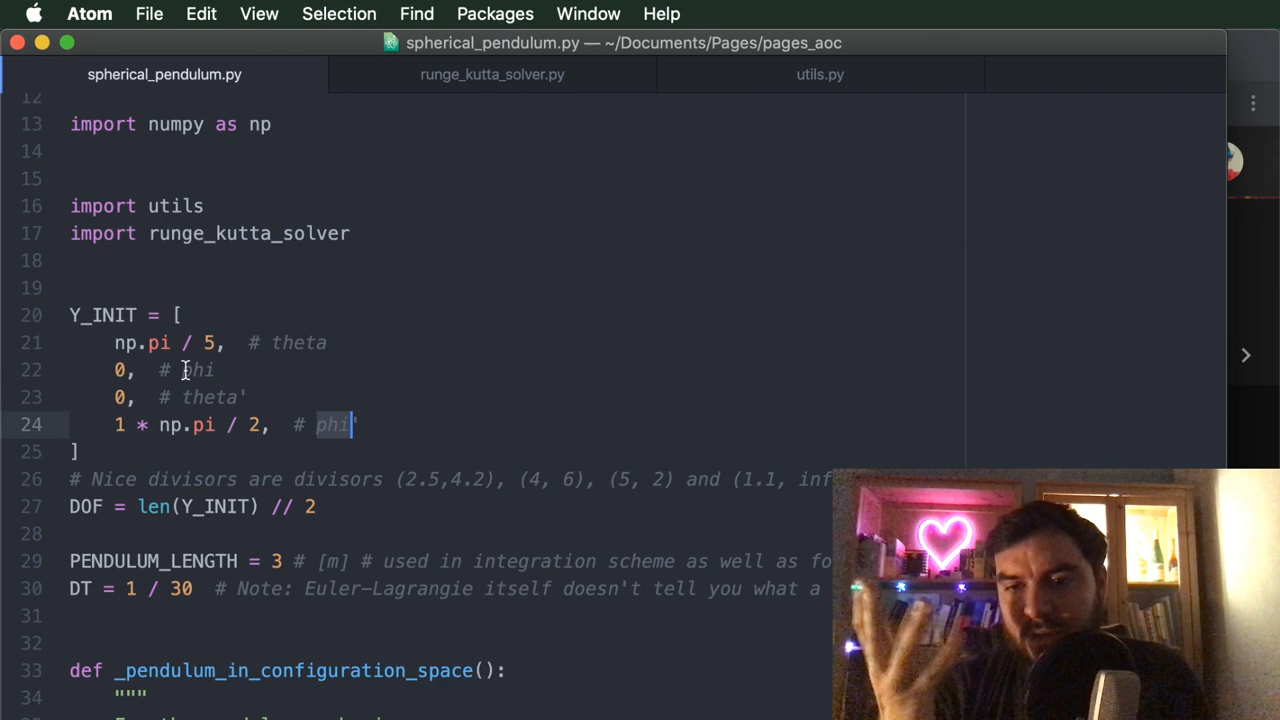 Atom File Edit View Selection Find Packages Window Help
spherical_pendulum.py — ~/Documents/Pages/pages_aoc
spherical_pendulum.py runge_kutta_solver.py utils.py
12
13 import numpy as np
14
15
16 import utils
17 import runge_kutta_solver
18
19
20 Y_INIT = [
21 np.pi / 5, # theta
22 0, # phi
23 0, # theta'
24 1 * np.pi / 2, # phi'
25 ]
26 # Nice divisors are divisors (2.5,4.2), (4, 6), (5, 2) and (1.1, inf
27 DOF = len(Y_INIT) // 2
28
29 PENDULUM_LENGTH = 3 # [m] # used in integration scheme as well as fo
30 DT = 1 / 30 # Note: Euler-Lagrangie itself doesn't tell you what a
31
32
33 def _pendulum_in_configuration_space():
34 """